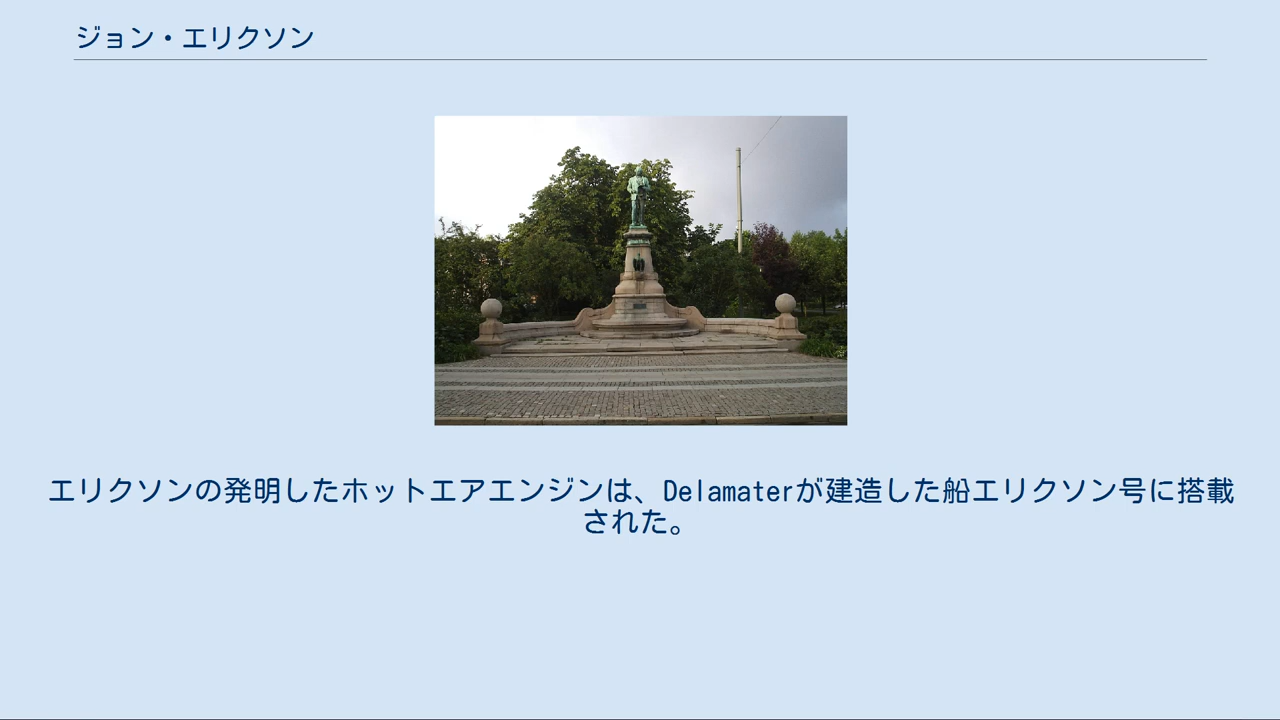 ジョン・エリクソン
エリクソンの発明したホットエアエンジンは、Delamaterが建造した船エリクソン号に搭載
された。